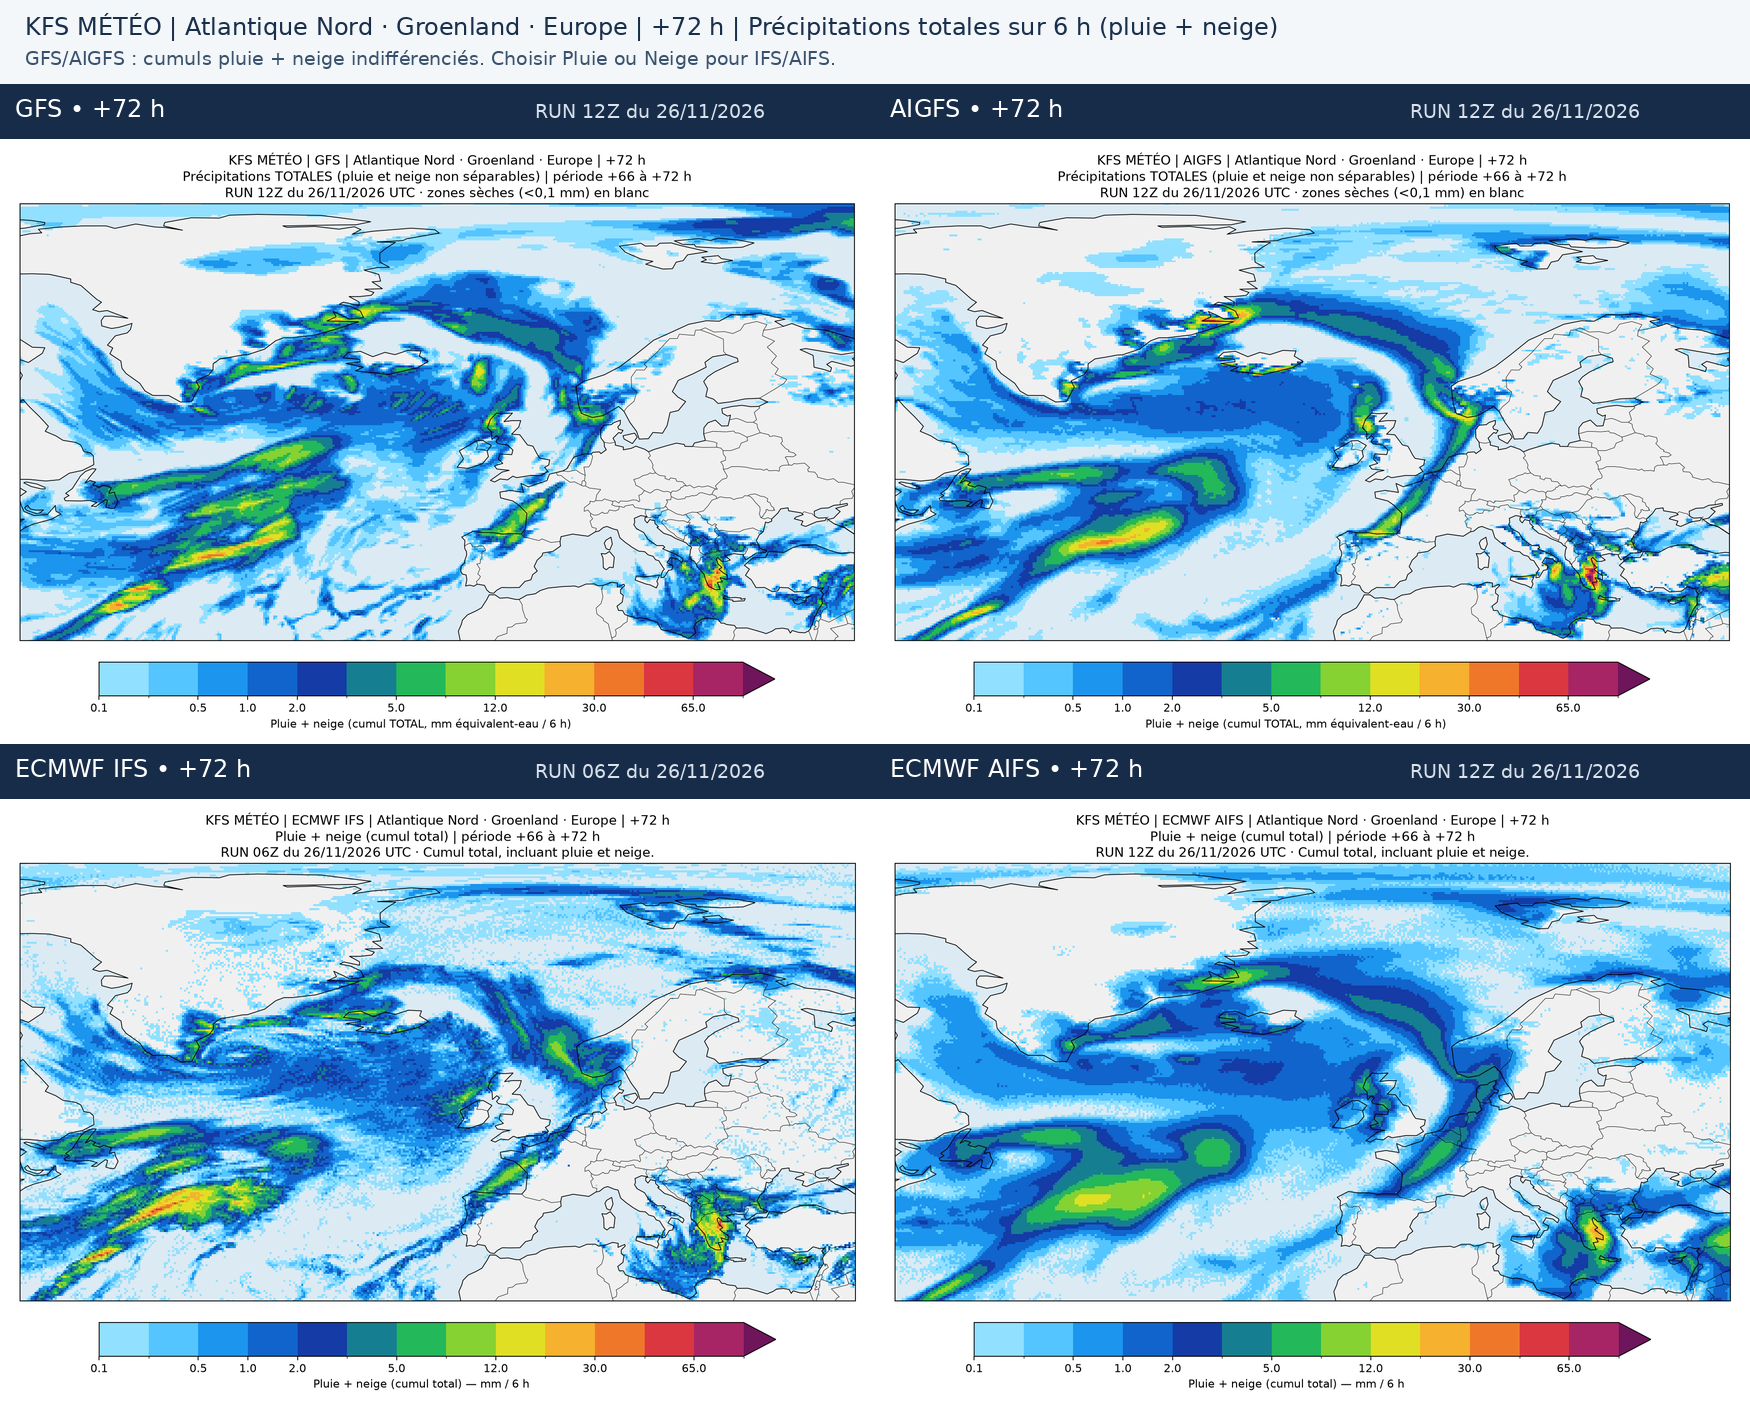 KFS MÉTÉO | Atlantique Nord · Groenland · Europe | +72 h | Précipitations totales sur 6 h (pluie + neige)
GFS/AIGFS : cumuls pluie + neige indifférenciés. Choisir Pluie ou Neige pour IFS/AIFS.
GFS • +72 h
RUN 12Z du 26/11/2026
AIGFS • +72 h
RUN 12Z du 26/11/2026
KFS MÉTÉO | GFS | Atlantique Nord · Groenland · Europe | +72 h
Précipitations TOTALES (pluie et neige non séparables) | période +66 à +72 h
RUN 12Z du 26/11/2026 UTC · zones sèches (<0,1 mm) en blanc
KFS MÉTÉO | AIGFS | Atlantique Nord · Groenland · Europe | +72 h
Précipitations TOTALES (pluie et neige non séparables) | période +66 à +72 h
RUN 12Z du 26/11/2026 UTC · zones sèches (<0,1 mm) en blanc
0.1 0.5 1.0 2.0 5.0 12.0 30.0 65.0
Pluie + neige (cumul TOTAL, mm équivalent-eau / 6 h)
0.1 0.5 1.0 2.0 5.0 12.0 30.0 65.0
Pluie + neige (cumul TOTAL, mm équivalent-eau / 6 h)
ECMWF IFS • +72 h
RUN 06Z du 26/11/2026
ECMWF AIFS • +72 h
RUN 12Z du 26/11/2026
KFS MÉTÉO | ECMWF IFS | Atlantique Nord · Groenland · Europe | +72 h
Pluie + neige (cumul total) | période +66 à +72 h
RUN 06Z du 26/11/2026 UTC · Cumul total, incluant pluie et neige.
KFS MÉTÉO | ECMWF AIFS | Atlantique Nord · Groenland · Europe | +72 h
Pluie + neige (cumul total) | période +66 à +72 h
RUN 12Z du 26/11/2026 UTC · Cumul total, incluant pluie et neige.
0.1 0.5 1.0 2.0 5.0 12.0 30.0 65.0
Pluie + neige (cumul total) — mm / 6 h
0.1 0.5 1.0 2.0 5.0 12.0 30.0 65.0
Pluie + neige (cumul total) — mm / 6 h